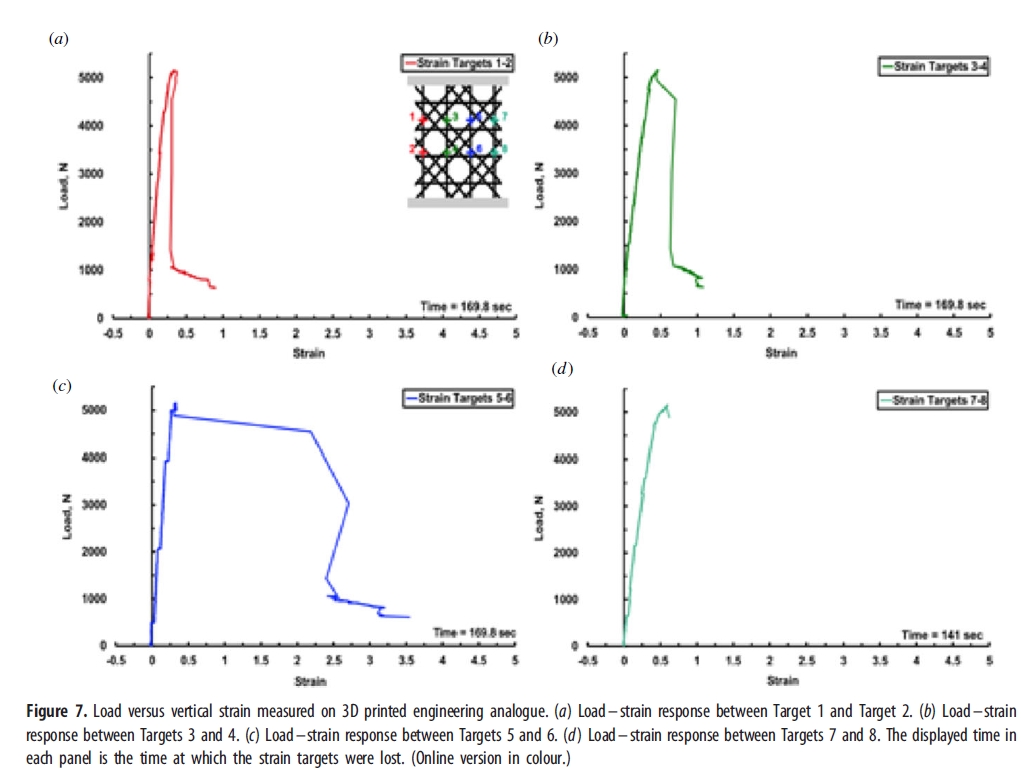 (a)
Strain Targets 1-2
5000
4000
3000
2000
1000
0
Load, N
1 3 7
2 6 8
Time = 169.8 sec
-0.5 0 0.5 1 1.5 2 2.5 3 3.5 4 4.5 5
Strain
(b)
Strain Targets 3-4
5000
4000
3000
2000
1000
0
Load, N
Time = 169.8 sec
-0.5 0 0.5 1 1.5 2 2.5 3 3.5 4 4.5 5
Strain
(c)
Strain Targets 5-6
5000
4000
3000
2000
1000
0
Load, N
Time = 169.8 sec
-0.5 0 0.5 1 1.5 2 2.5 3 3.5 4 4.5 5
Strain
(d)
Strain Targets 7-8
5000
4000
3000
2000
1000
0
Load, N
Time = 141 sec
-0.5 0 0.5 1 1.5 2 2.5 3 3.5 4 4.5 5
Strain
Figure 7. Load versus vertical strain measured on 3D printed engineering analogue. (a) Load–strain response between Target 1 and Target 2. (b) Load–strain
response between Targets 3 and 4. (c) Load–strain response between Targets 5 and 6. (d) Load–strain response between Targets 7 and 8. The displayed time in
each panel is the time at which the strain targets were lost. (Online version in colour.)